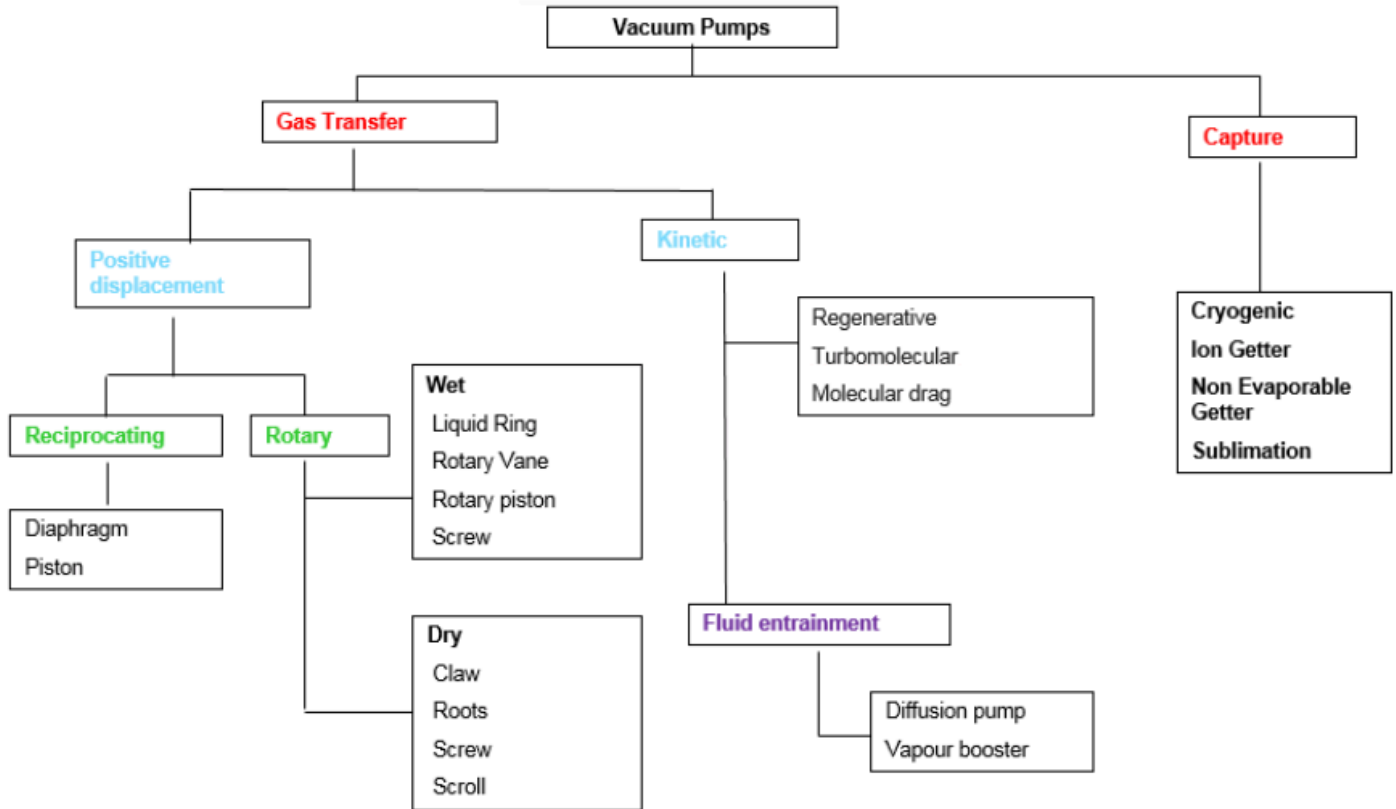 Vacuum Pumps
Gas Transfer
Capture
Positive
displacement
Kinetic
Reciprocating
Rotary
Diaphragm
Piston
Wet
Liquid Ring
Rotary Vane
Rotary piston
Screw
Dry
Claw
Roots
Screw
Scroll
Regenerative
Turbomolecular
Molecular drag
Fluid entrainment
Diffusion pump
Vapour booster
Cryogenic
Ion Getter
Non Evaporable
Getter
Sublimation